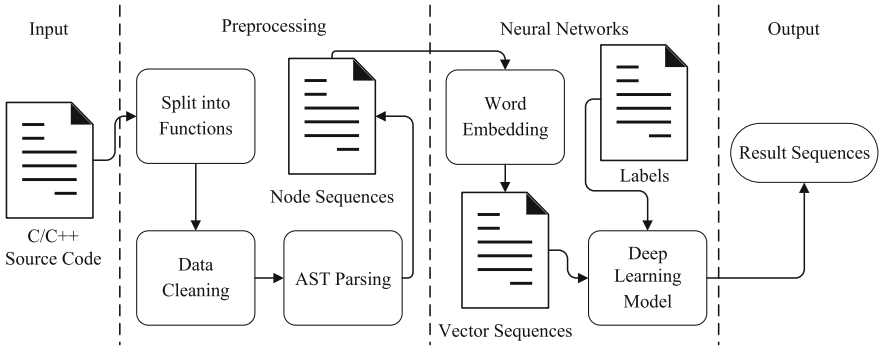 Input
Preprocessing
Neural Networks
Output
C/C++
Source Code
Split into
Functions
Data
Cleaning
AST Parsing
Node Sequences
Word
Embedding
Vector Sequences
Labels
Deep
Learning
Model
Result Sequences